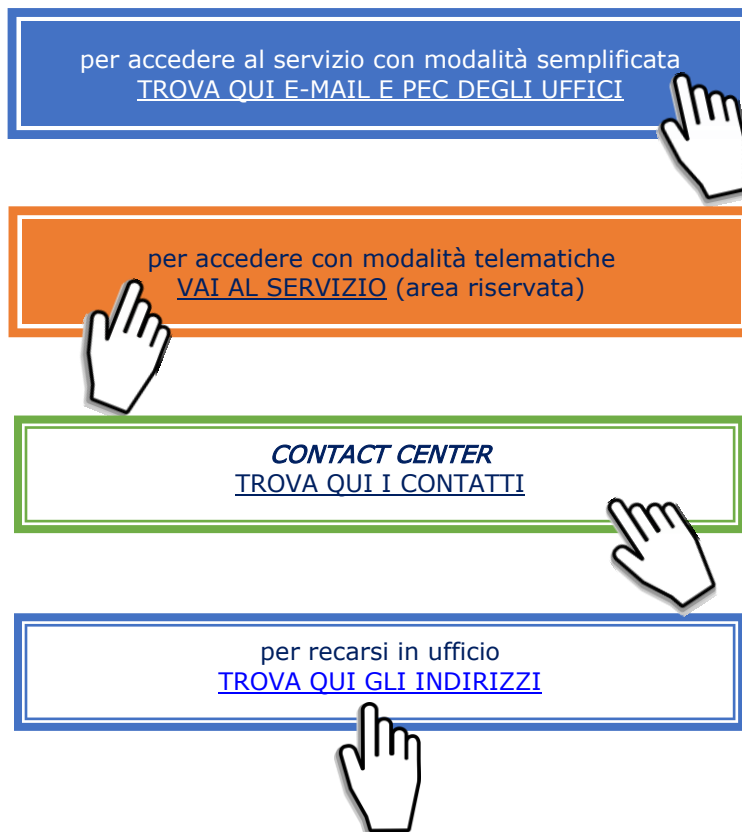 per accedere al servizio con modalità semplificata
TROVA QUI E-MAIL E PEC DEGLI UFFICI
per accedere con modalità telematiche
VAI AL SERVIZIO (area riservata)
CONTACT CENTER
TROVA QUI I CONTATTI
per recarsi in ufficio
TROVA QUI GLI INDIRIZZI